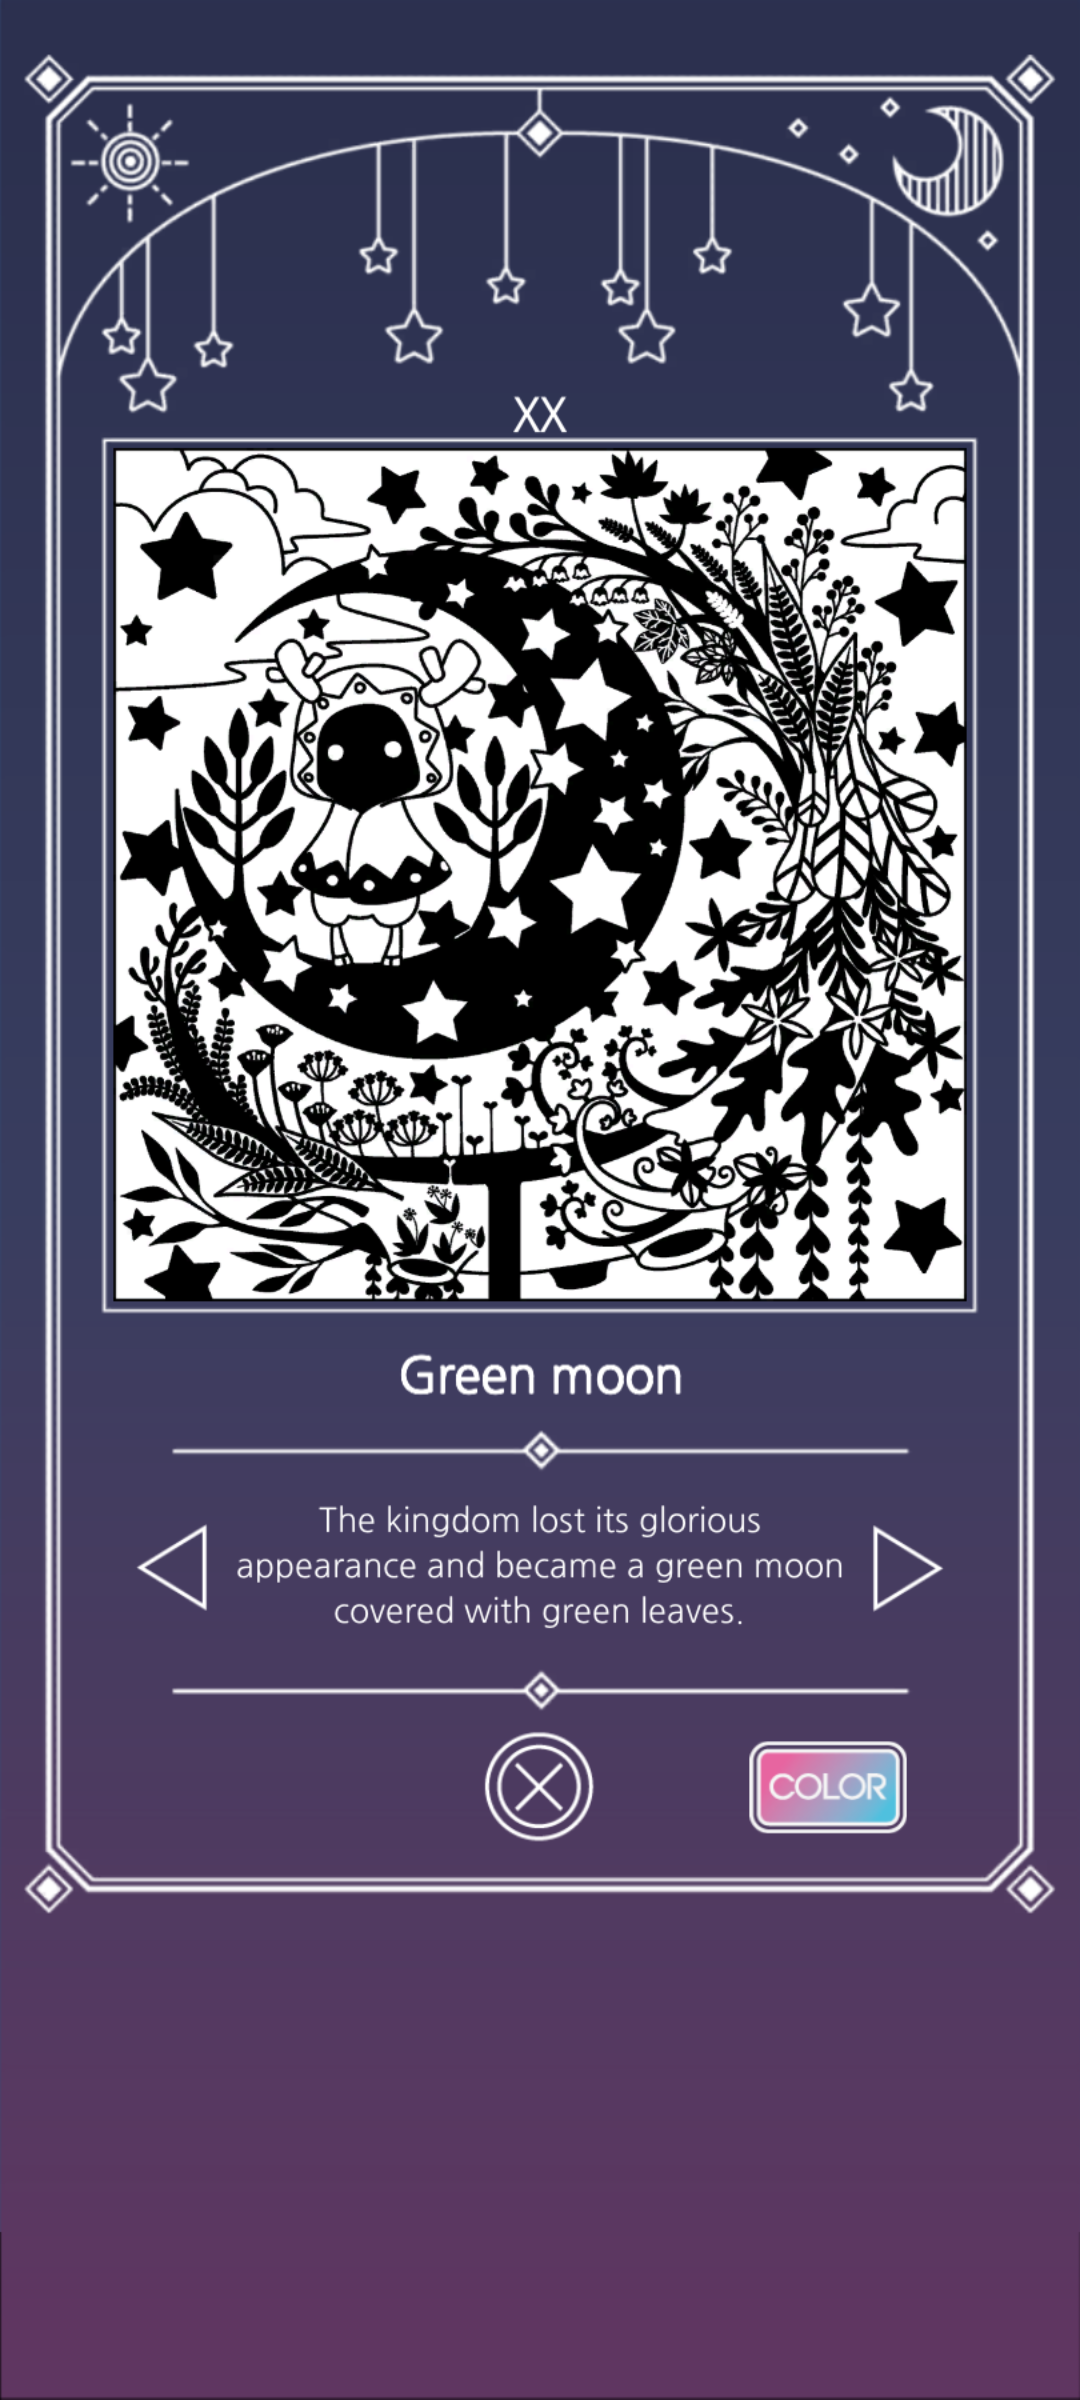 XX
Green moon
The kingdom lost its glorious
appearance and became a green moon
covered with green leaves.
COLOR